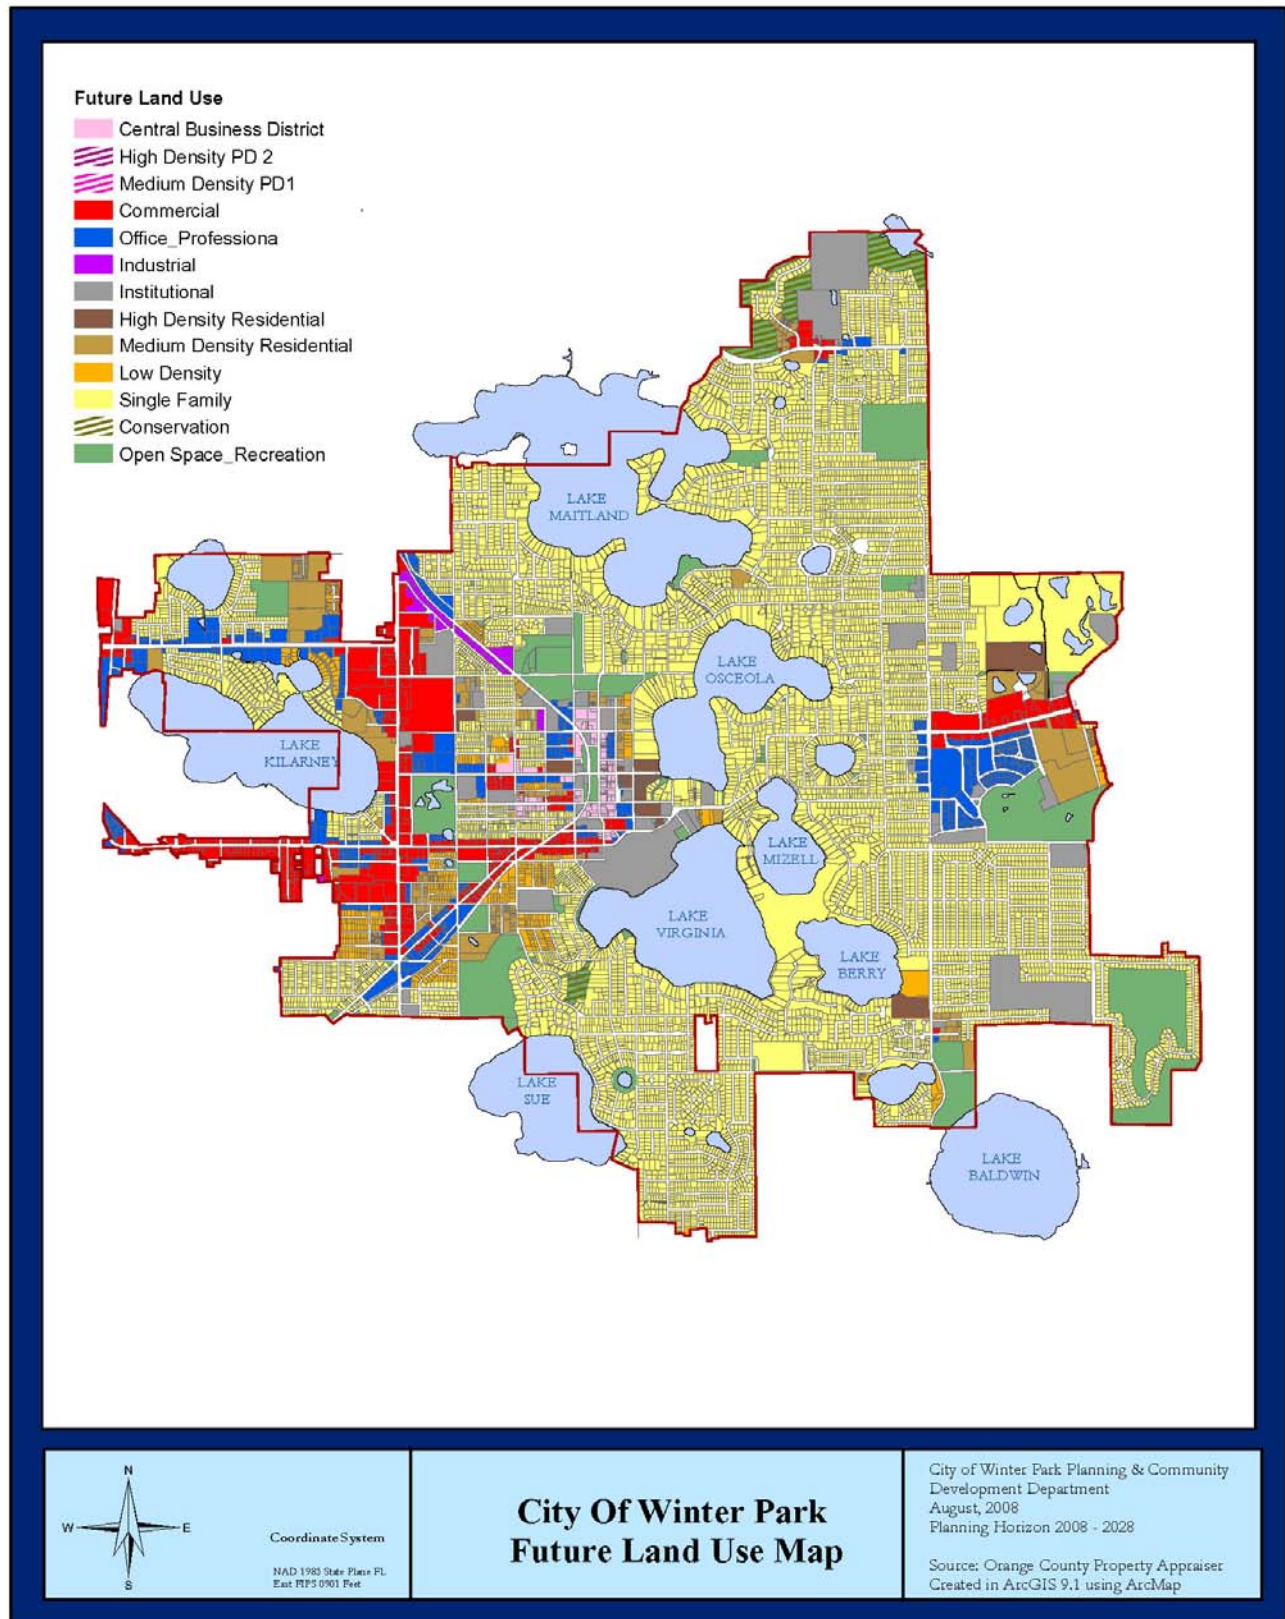 Future Land Use
Central Business District
High Density PD 2
Medium Density PD1
Commercial
Office_Professiona
Industrial
Institutional
High Density Residential
Medium Density Residential
Low Density
Single Family
Conservation
Open Space_Recreation
LAKE
MAITLAND
LAKE
OSCEOLA
LAKE
KILARNEY
LAKE
MIZELL
LAKE
VIRGINIA
LAKE
BERRY
LAKE
SUE
LAKE
BALDWIN
N
W
E
S
Coordinate System
NAD 1983 State Plane FL
East FIPS 0901 Feet
City Of Winter Park
Future Land Use Map
City of Winter Park Planning & Community
Development Department
August, 2008
Planning Horizon 2008 - 2028
Source: Orange County Property Appraiser
Created in ArcGIS 9.1 using ArcMap